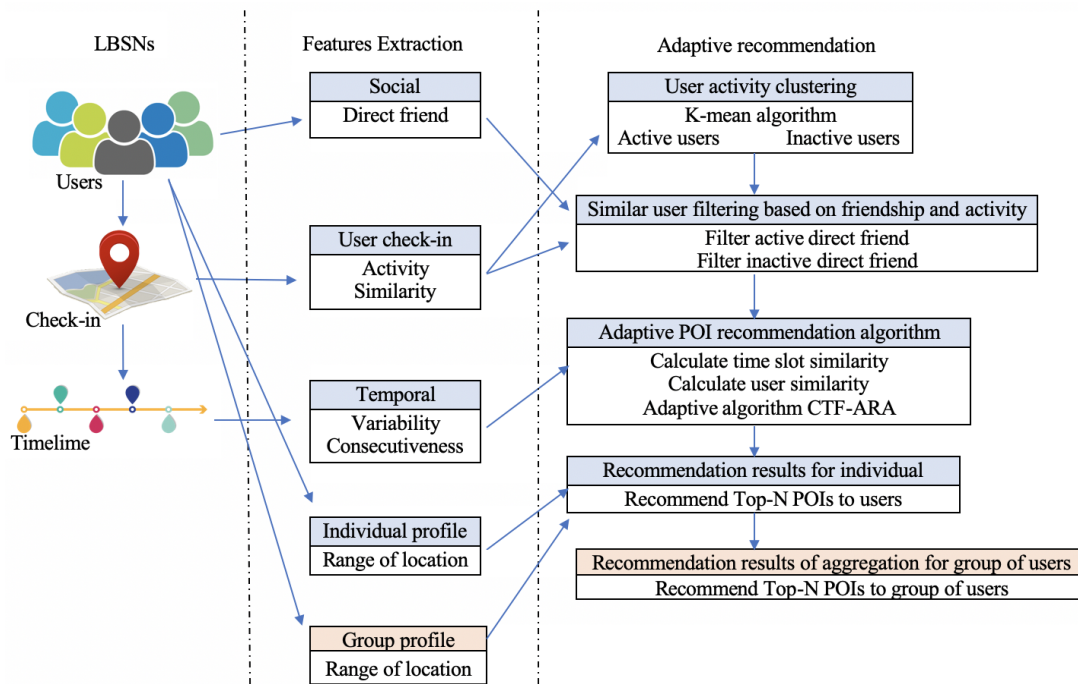 LBSNs
Users
Check-in
Timelime
Features Extraction
Social
Direct friend
User check-in
Activity
Similarity
Temporal
Variability
Consecutiveness
Individual profile
Range of location
Group profile
Range of location
Adaptive recommendation
User activity clustering
K-mean algorithm
Active users Inactive users
Similar user filtering based on friendship and activity
Filter active direct friend
Filter inactive direct friend
Adaptive POI recommendation algorithm
Calculate time slot similarity
Calculate user similarity
Adaptive algorithm CTF-ARA
Recommendation results for individual
Recommend Top-N POIs to users
Recommendation results of aggregation for group of users
Recommend Top-N POIs to group of users